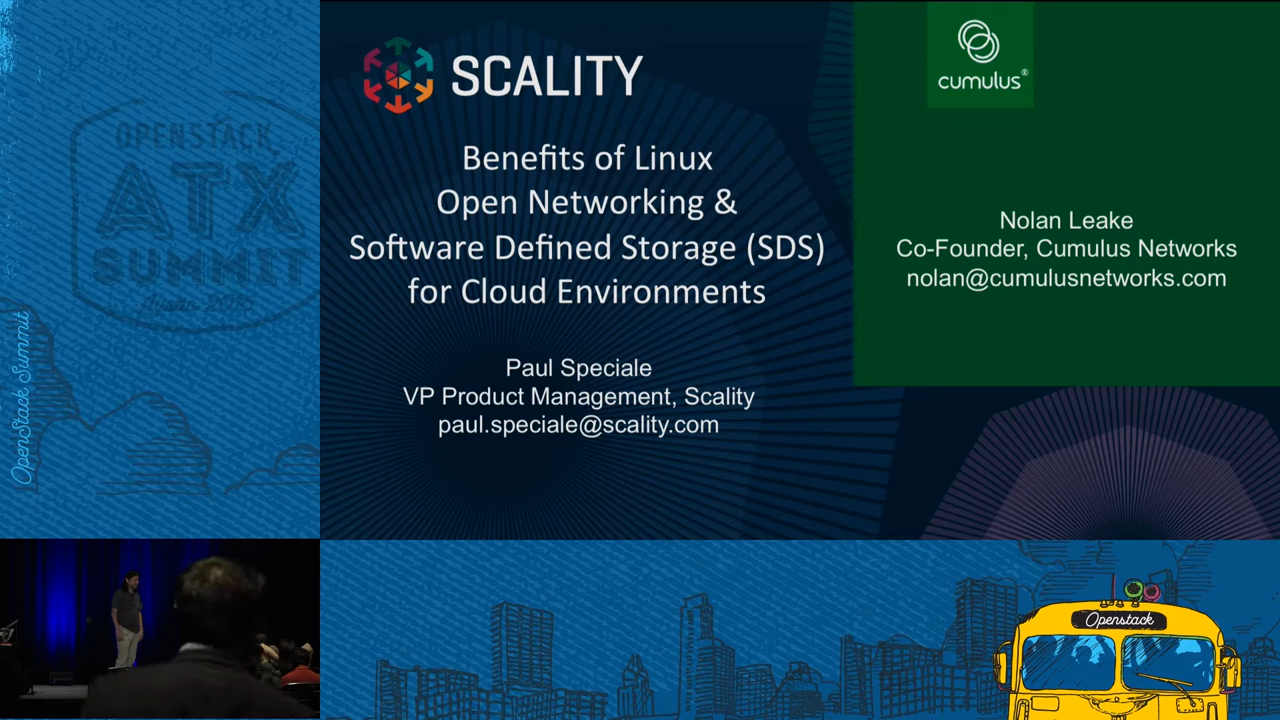 OPENSTACK
ATX
SUMMIT
Austin 2016
OpenStack Summit
SCALITY
Benefits of Linux
Open Networking &
Software Defined Storage (SDS)
for Cloud Environments
Paul Speciale
VP Product Management, Scality
paul.speciale@scality.com
cumulus®
Nolan Leake
Co-Founder, Cumulus Networks
nolan@cumulusnetworks.com
Openstack